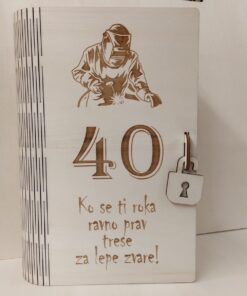 40
Ko se ti roka
ravno prav
trese
za lepe zvare!